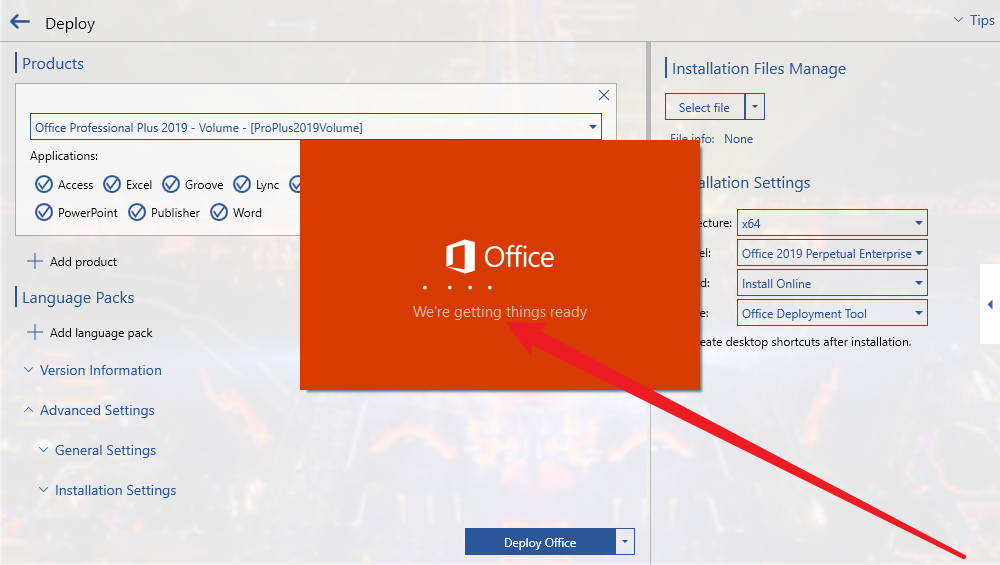 Deploy
Tips
Products
Office Professional Plus 2019 - Volume - [ProPlus2019Volume]
Applications:
Access Excel Groove Lync
PowerPoint Publisher Word
Add product
Language Packs
Add language pack
Version Information
Advanced Settings
General Settings
Installation Settings
Deploy Office
Office
We're getting things ready
Installation Files Manage
Select file
File info: None
allation Settings
ecture: x64
el: Office 2019 Perpetual Enterprise
d: Install Online
e: Office Deployment Tool
eate desktop shortcuts after installation.